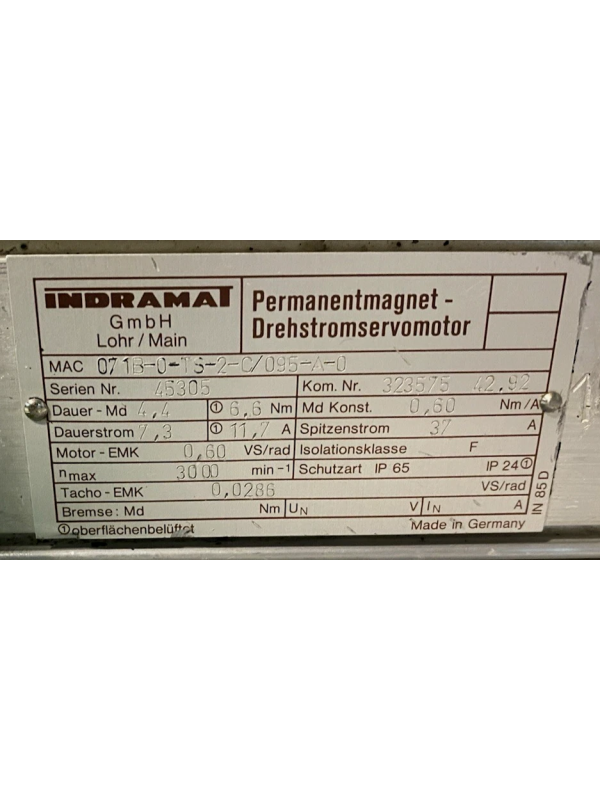 INDRAMAT
GmbH
Lohr/Main
Permanentmagnet -
Drehstromservomotor
MAC 071B-0-TS-2-C/095-A-0
Serien Nr. 45305 Kom. Nr. 323575 42.92
Dauer - Md 4,4 ① 6,6 Nm Md Konst. 0,60 Nm/A
Dauerstrom 7,3 ① 11,7 A Spitzenstrom 37 A
Motor - EMK 0,60 VS/rad Isolationsklasse F
nmax 3000 min-1 Schutzart IP 65 IP 24①
Tacho - EMK 0,0286 VS/rad
Bremse: Md Nm UN V IN A
①oberflächenbelüftet Made in Germany
IN 85 D